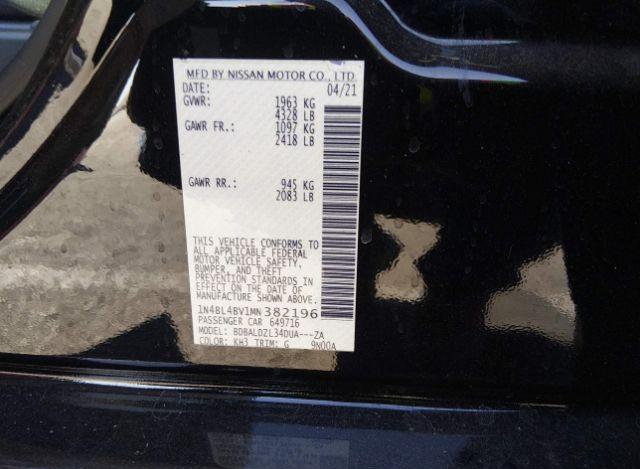 MFD BY NISSAN MOTOR CO., LTD.
DATE: 04/21
GVWR: 1963 KG
4328 LB
GAWR FR.: 1097 KG
2418 LB
GAWR RR.: 945 KG
2083 LB
THIS VEHICLE CONFORMS TO
ALL APPLICABLE FEDERAL
MOTOR VEHICLE SAFETY,
BUMPER, AND THEFT
PREVENTION STANDARDS IN
EFFECT ON THE DATE OF
MANUFACTURE SHOWN ABOVE.
1N4BL4BV1MN382196
PASSENGER CAR 649716
MODEL: BDBALDZL34DUA---ZA
COLOR: KH3 TRIM: G 9N00A